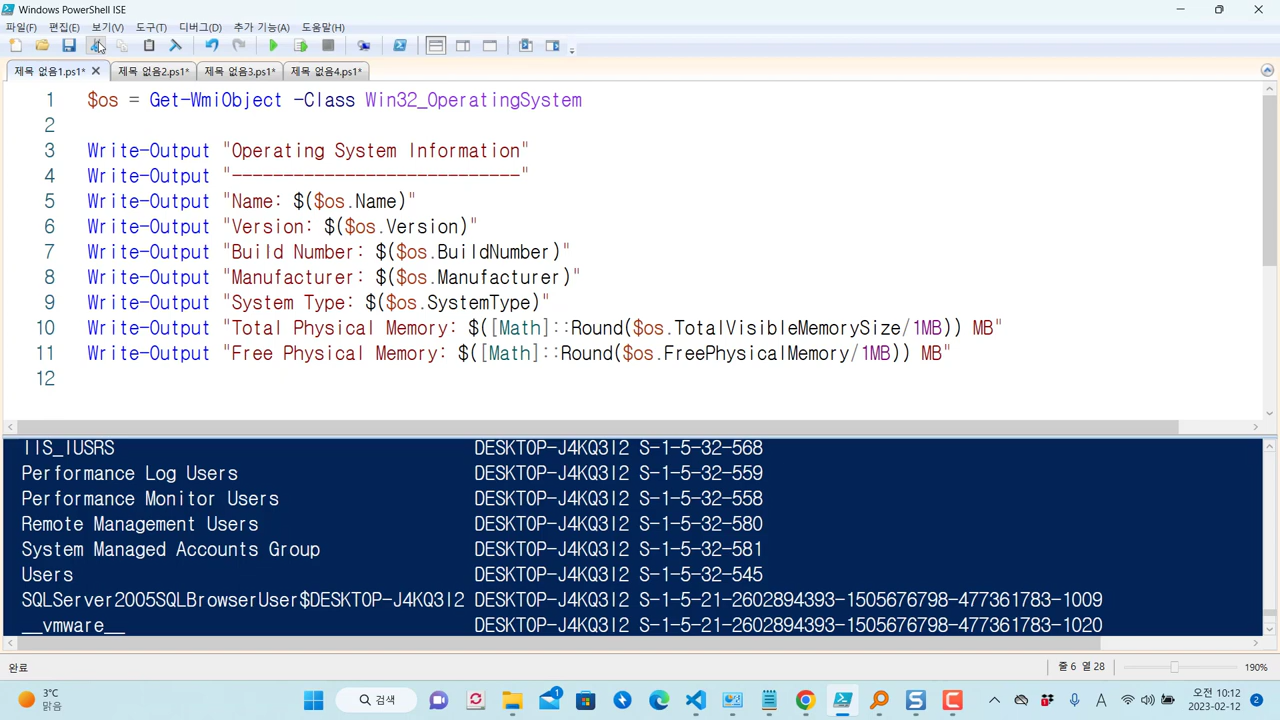 Windows PowerShell ISE
파일(F) 편집(E) 보기(V) 도구(T) 디버그(D) 추가 기능(A) 도움말(H)
제목 없음1.ps1* 제목 없음2.ps1* 제목 없음3.ps1* 제목 없음4.ps1*
1 $os = Get-WmiObject -Class Win32_OperatingSystem
2
3 Write-Output "Operating System Information"
4 Write-Output "----------------------------"
5 Write-Output "Name: $($os.Name)"
6 Write-Output "Version: $($os.Version)"
7 Write-Output "Build Number: $($os.BuildNumber)"
8 Write-Output "Manufacturer: $($os.Manufacturer)"
9 Write-Output "System Type: $($os.SystemType)"
10 Write-Output "Total Physical Memory: $([Math]::Round($os.TotalVisibleMemorySize/1MB)) MB"
11 Write-Output "Free Physical Memory: $([Math]::Round($os.FreePhysicalMemory/1MB)) MB"
12
IIS_IUSRS DESKTOP-J4KQ3I2 S-1-5-32-568
Performance Log Users DESKTOP-J4KQ3I2 S-1-5-32-559
Performance Monitor Users DESKTOP-J4KQ3I2 S-1-5-32-558
Remote Management Users DESKTOP-J4KQ3I2 S-1-5-32-580
System Managed Accounts Group DESKTOP-J4KQ3I2 S-1-5-32-581
Users DESKTOP-J4KQ3I2 S-1-5-32-545
SQLServer2005SQLBrowserUser$DESKTOP-J4KQ3I2 DESKTOP-J4KQ3I2 S-1-5-21-2602894393-1505676798-477361783-1009
__vmware__ DESKTOP-J4KQ3I2 S-1-5-21-2602894393-1505676798-477361783-1020
완료 줄 6 열 28 190%
3°C
맑음
검색
1
A
오전 10:12
2023-02-12
2